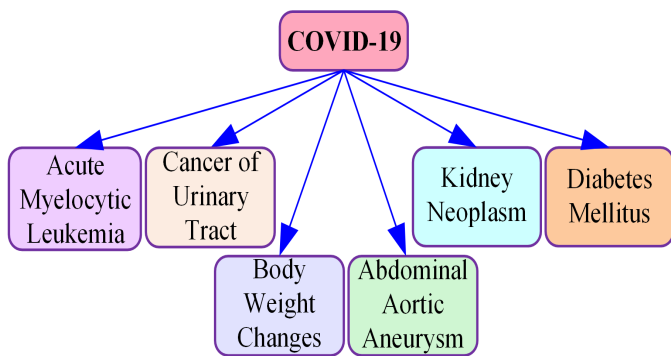 COVID-19
Acute
Myelocytic
Leukemia
Cancer of
Urinary
Tract
Kidney
Neoplasm
Diabetes
Mellitus
Body
Weight
Changes
Abdominal
Aortic
Aneurysm